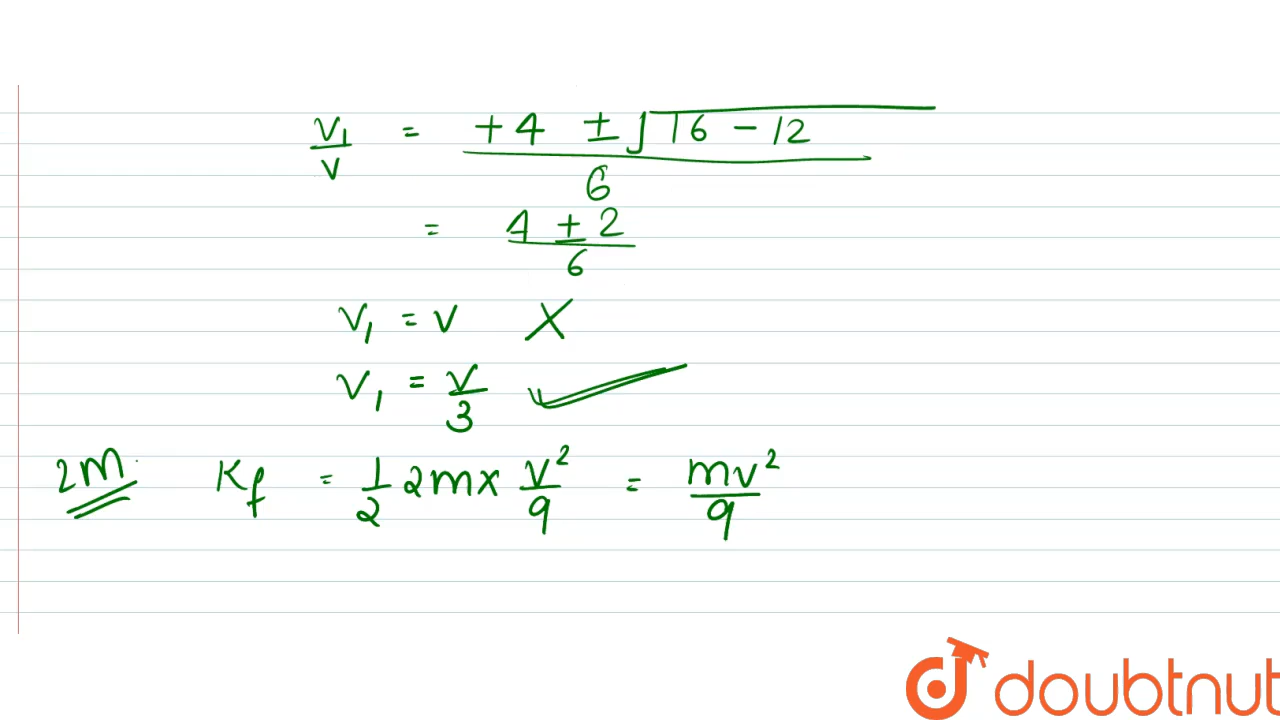 v₁/v = +4 ± √16 - 12 / 6
= 4 ± 2 / 6
v₁ = v X
v₁ = v/3 ✓
2M Kf = 1/2 2m x v²/9 = mv²/9
doubtnut